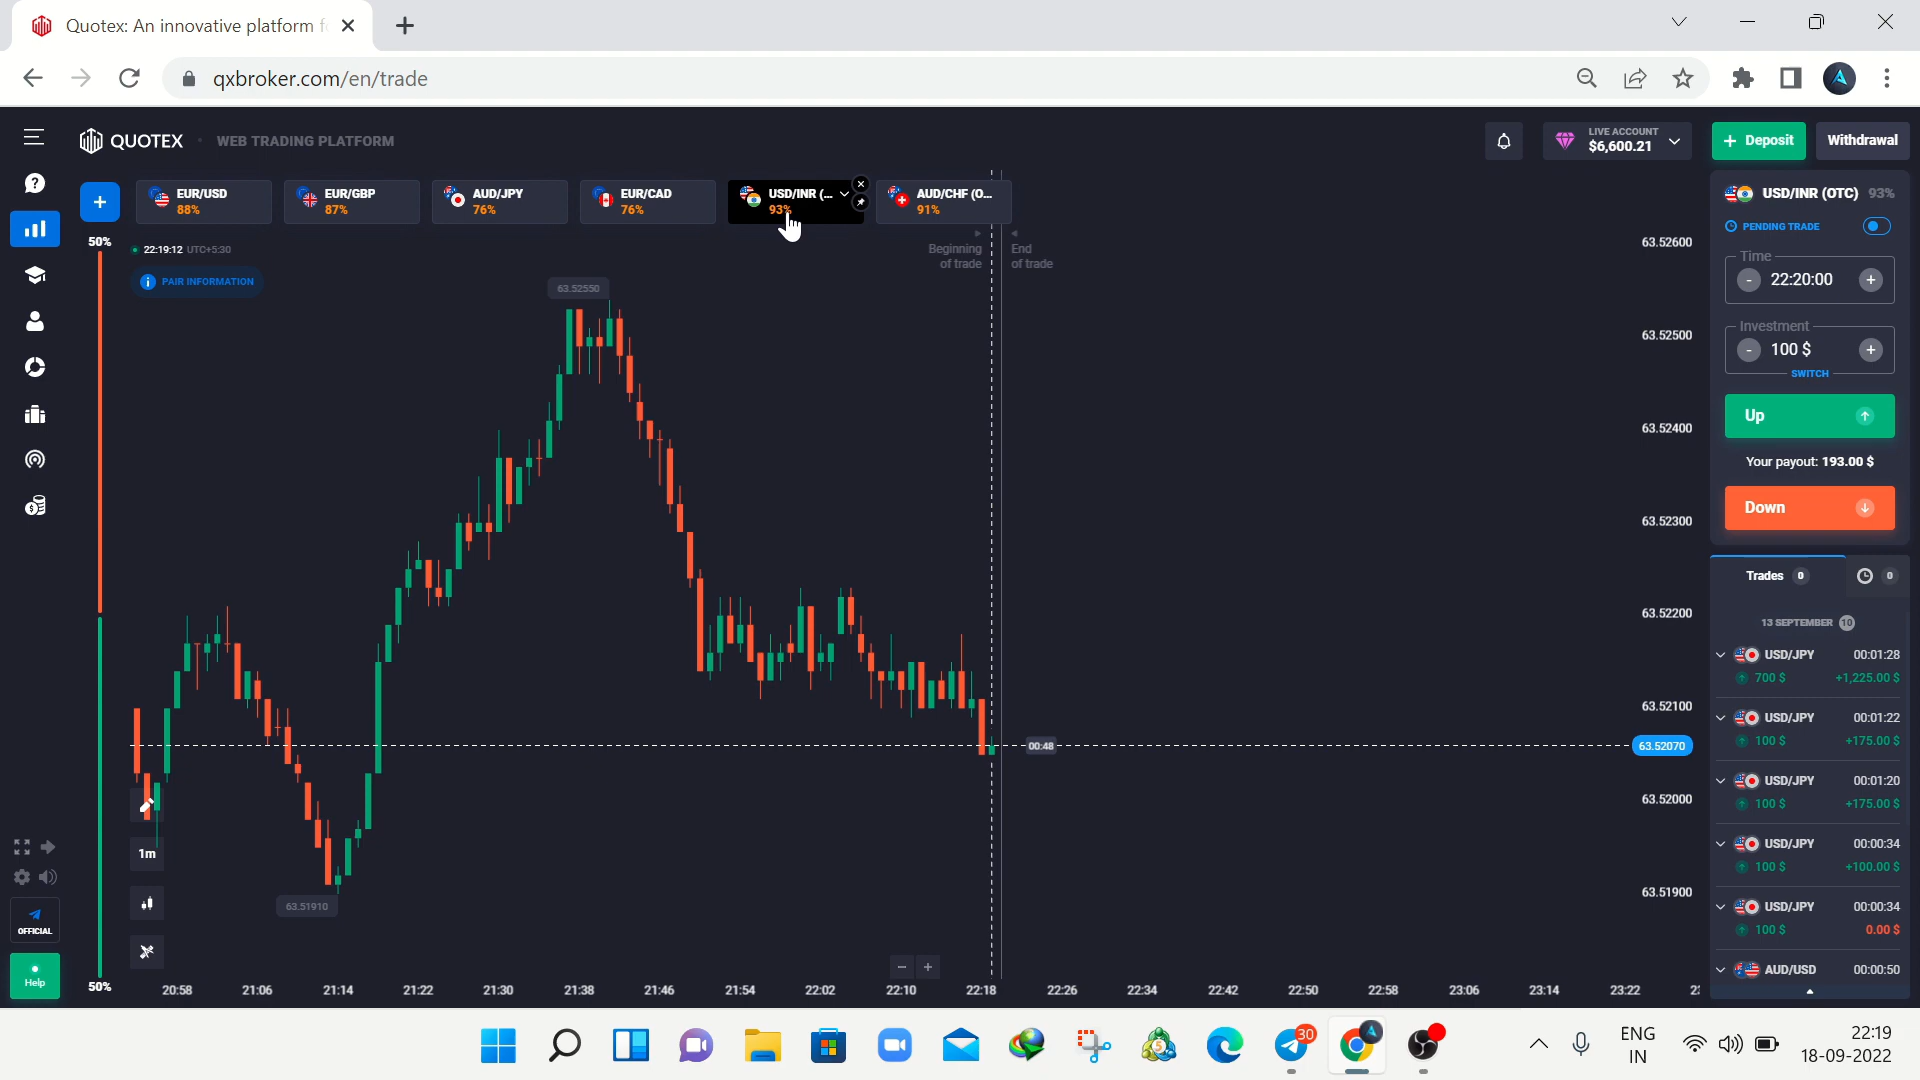 Quotex: An innovative platform f
qxbroker.com/en/trade
QUOTEX
WEB TRADING PLATFORM
LIVE ACCOUNT
$6,600.21
Deposit
Withdrawal
EUR/USD
88%
EUR/GBP
87%
AUD/JPY
76%
EUR/CAD
76%
USD/INR (...
93%
AUD/CHF (O...
91%
50%
22:19:12 UTC+5:30
PAIR INFORMATION
Beginning
of trade
End
of trade
63.52550
63.51910
00:48
63.52600
63.52500
63.52400
63.52300
63.52200
63.52100
63.52070
63.52000
63.51900
1m
OFFICIAL
Help
50%
20:58 21:06 21:14 21:22 21:30 21:38 21:46 21:54 22:02 22:10 22:18 22:26 22:34 22:42 22:50 22:58 23:06 23:14 23:22
USD/INR (OTC) 93%
PENDING TRADE
Time
- 22:20:00 +
Investment
- 100 $ +
SWITCH
Up
Your payout: 193.00 $
Down
Trades 0
0
13 SEPTEMBER 10
USD/JPY 00:01:28
700 $ +1,225.00 $
USD/JPY 00:01:22
100 $ +175.00 $
USD/JPY 00:01:20
100 $ +175.00 $
USD/JPY 00:00:34
100 $ +100.00 $
USD/JPY 00:00:34
100 $ 0.00 $
AUD/USD 00:00:50
30
ENG
IN
22:19
18-09-2022